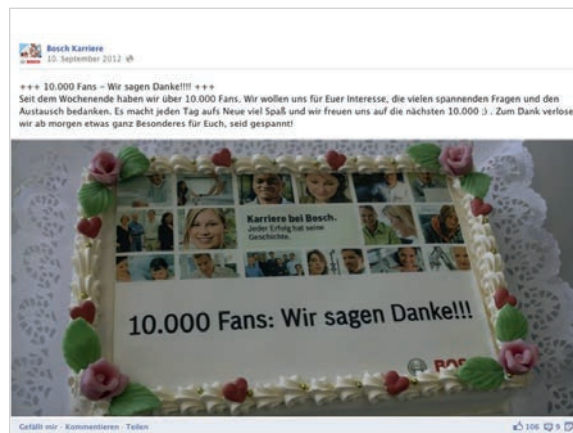 Bosch Karriere
10. September 2012
+++ 10.000 Fans – Wir sagen Danke!!!! +++
Seit dem Wochenende haben wir über 10.000 Fans. Wir wollen uns für Euer Interesse, die vielen spannenden Fragen und den
Austausch bedanken. Es macht jeden Tag aufs Neue viel Spaß und wir freuen uns auf die nächsten 10.000 :) . Zum Dank verlose
wir ab morgen etwas ganz Besonderes für Euch, seid gespannt!
Karriere bei Bosch.
Jeder Erfolg hat seine
Geschichte.
10.000 Fans: Wir sagen Danke!!!
Gefällt mir · Kommentieren · Teilen
106 9